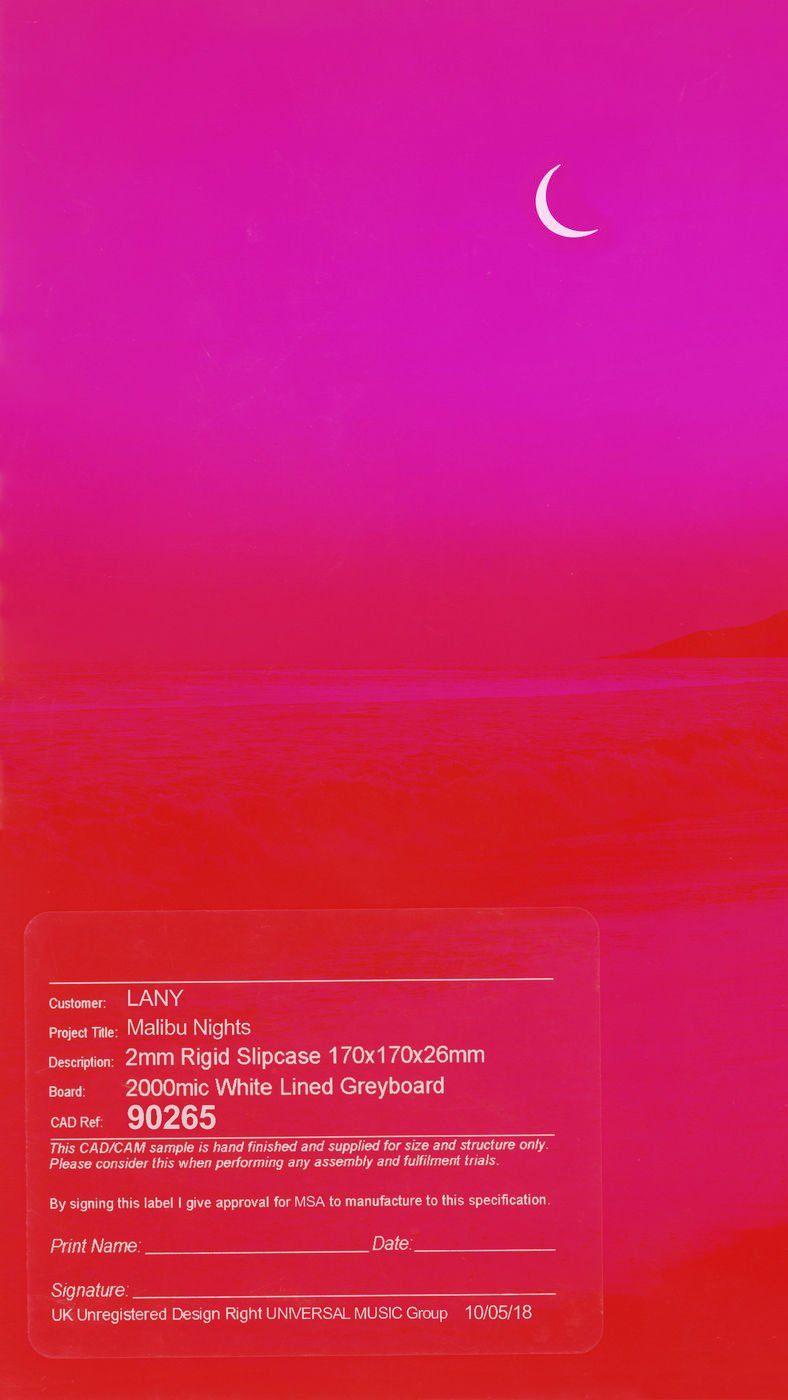 Customer: LANY
Project Title: Malibu Nights
Description: 2mm Rigid Slipcase 170x170x26mm
Board: 2000mic White Lined Greyboard
CAD Ref: 90265
This CAD/CAM sample is hand finished and supplied for size and structure only.
Please consider this when performing any assembly and fulfilment trials.
By signing this label I give approval for MSA to manufacture to this specification.
Print Name: Date:
Signature:
UK Unregistered Design Right UNIVERSAL MUSIC Group 10/05/18